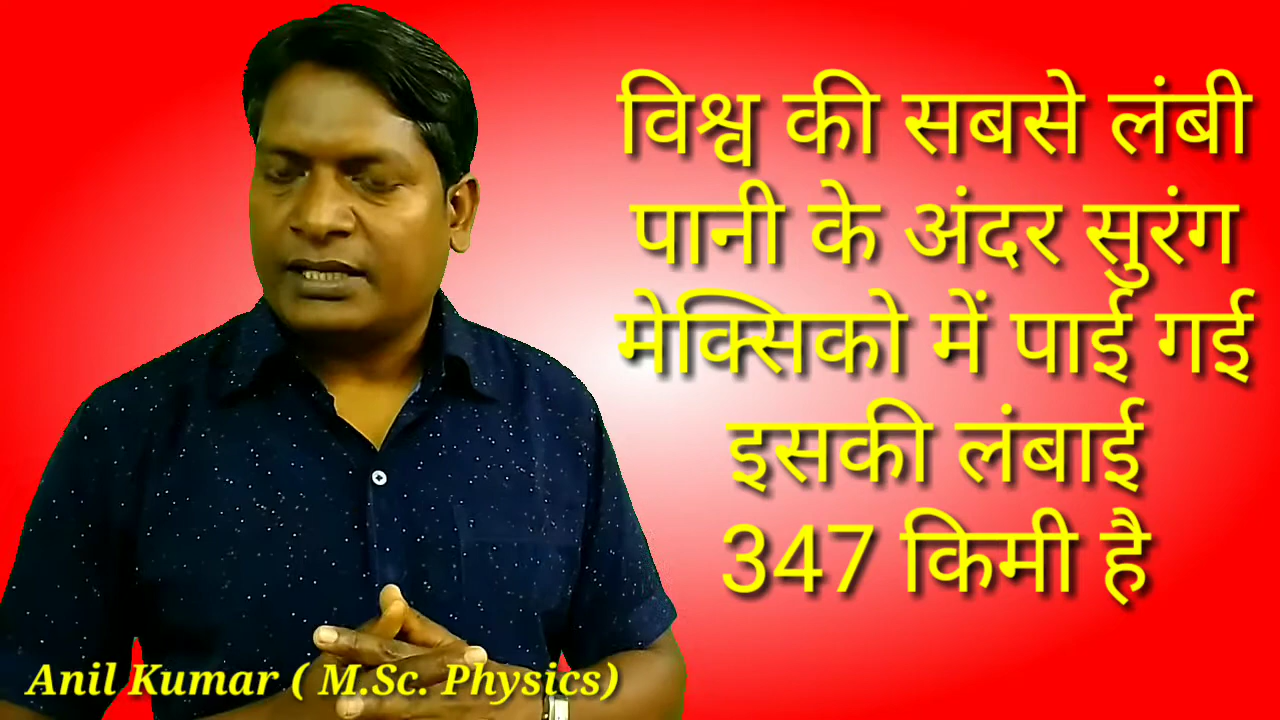 विश्व की सबसे लंबी
पानी के अंदर सुरंग
मेक्सिको में पाई गई
इसकी लंबाई
347 किमी है
Anil Kumar ( M.Sc. Physics)